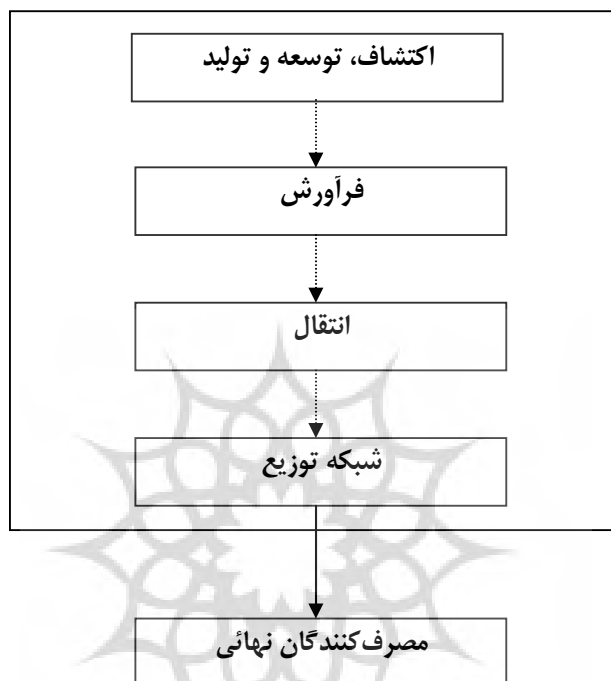 اکتشاف، توسعه و تولید
فرآورش
انتقال
شبکه توزیع
مصرف‌کنندگان نهائی